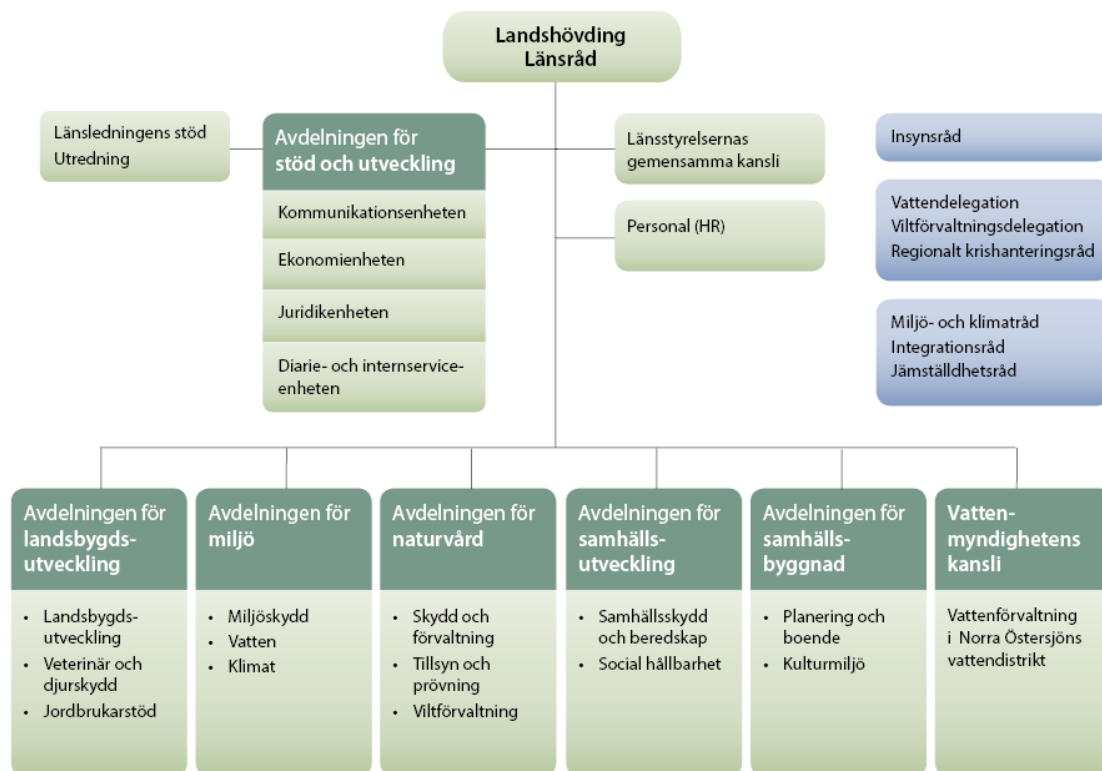 Landshövding
Länsråd
Länsledningens stöd
Utredning
Avdelningen för
stöd och utveckling
Kommunikationsenheten
Ekonomienheten
Juridikenheten
Diarie- och internservice-
enheten
Länsstyrelsernas
gemensamma kansli
Personal (HR)
Insynsråd
Vattendelegation
Viltförvaltningsdelegation
Regionalt krishanteringsråd
Miljö- och klimatråd
Integrationsråd
Jämställdhetsråd
Avdelningen för
landsbygds-
utveckling
• Landsbygds-
utveckling
• Veterinär och
djurskydd
• Jordbrukarstöd
Avdelningen för
miljö
• Miljöskydd
• Vatten
• Klimat
Avdelningen för
naturvård
• Skydd och
förvaltning
• Tillsyn och
prövning
• Viltförvaltning
Avdelningen för
samhälls-
utveckling
• Samhällsskydd
och beredskap
• Social hållbarhet
Avdelningen för
samhälls-
byggnad
• Planering och
boende
• Kulturmiljö
Vatten-
myndighetens
kansli
Vattenförvaltning
i Norra Östersjöns
vattendistrikt